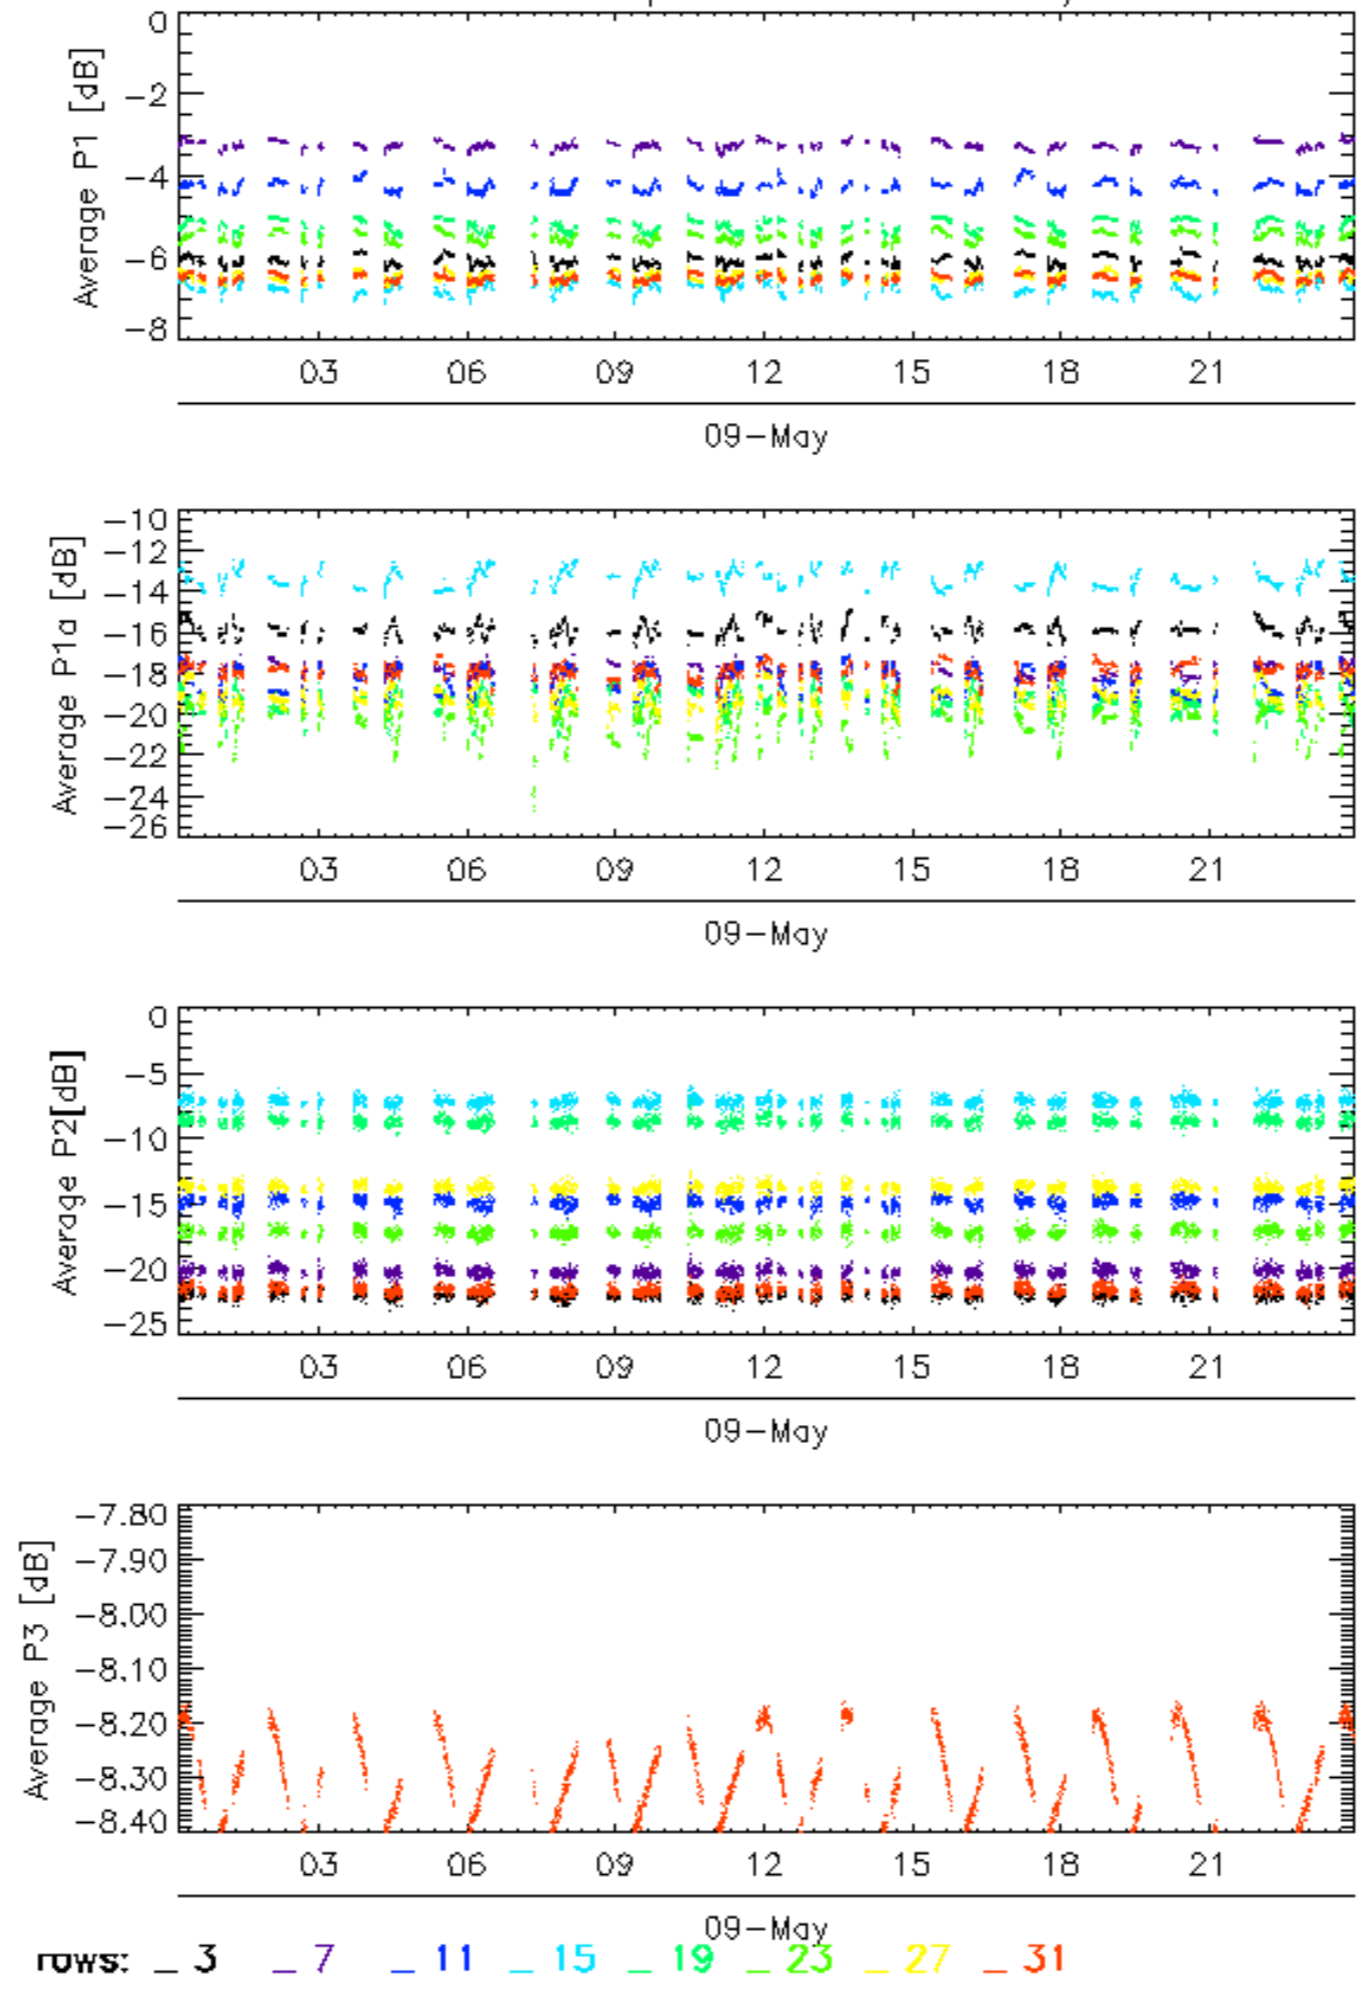 Average P1 [dB]
0
−2
−4
−6
−8
03 06 09 12 15 18 21
09−May
Average P1a [dB]
−10
−12
−14
−16
−18
−20
−22
−24
−26
03 06 09 12 15 18 21
09−May
Average P2[dB]
0
−5
−10
−15
−20
−25
03 06 09 12 15 18 21
09−May
Average P3 [dB]
−7.80
−7.90
−8.00
−8.10
−8.20
−8.30
−8.40
03 06 09 12 15 18 21
09−May
rows: _ 3 _ 7 _ 11 _ 15 _ 19 _ 23 _ 27 _ 31